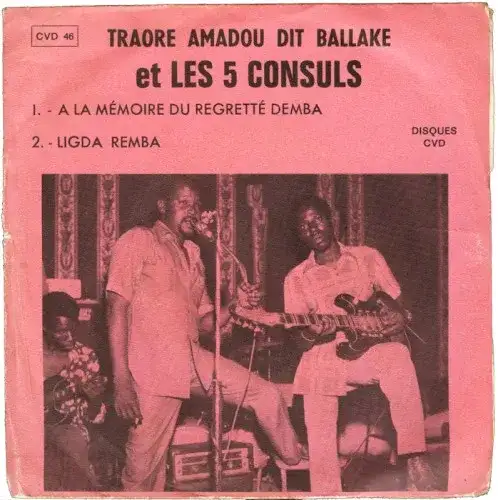 CVD 46
TRAORE AMADOU DIT BALLAKE
et LES 5 CONSULS
1. - A LA MÉMOIRE DU REGRETTÉ DEMBA
2. - LIGDA REMBA
DISQUES
CVD